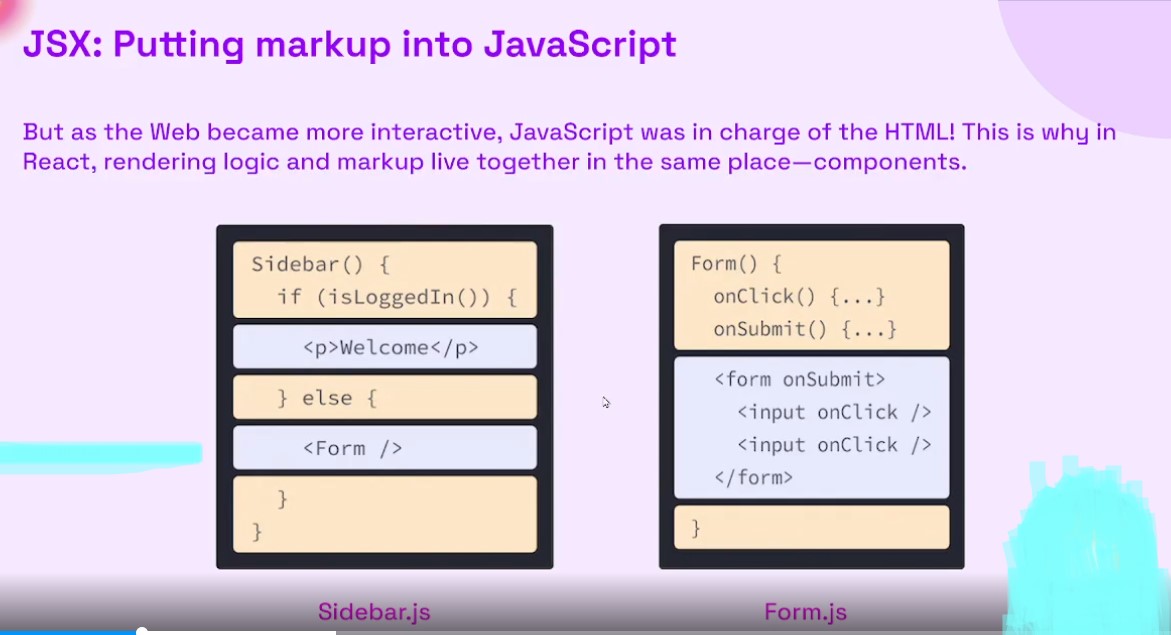 JSX: Putting markup into JavaScript
But as the Web became more interactive, JavaScript was in charge of the HTML! This is why in
React, rendering logic and markup live together in the same place—components.
Sidebar() {
if (isLoggedIn()) {
<p>Welcome</p>
} else {
<Form />
}
}
Sidebar.js
Form() {
onClick() {...}
onSubmit() {...}
<form onSubmit>
<input onClick />
<input onClick />
</form>
}
Form.js